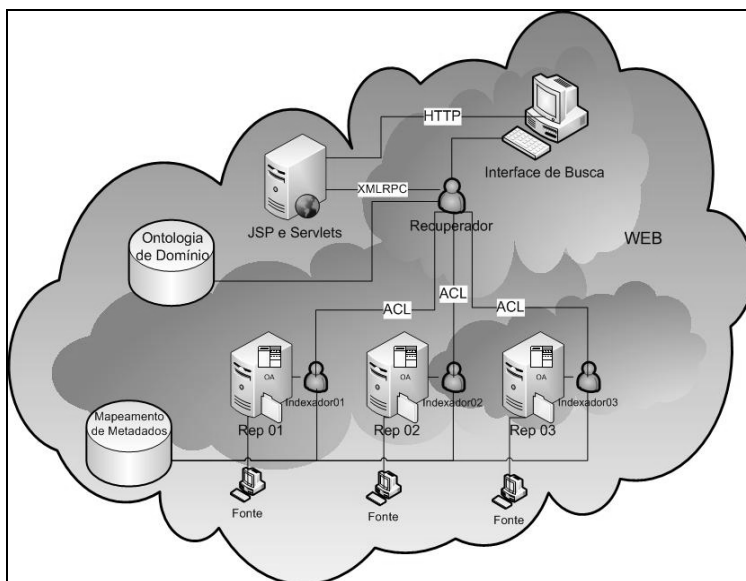 HTTP
Interface de Busca
XMLRPC
JSP e Servlets
Recuperador
WEB
Ontologia
de Domínio
ACL
ACL
ACL
OA
OA
OA
Indexador01
Indexador02
Indexador03
Rep 01
Rep 02
Rep 03
Mapeamento
de Metadados
Fonte
Fonte
Fonte